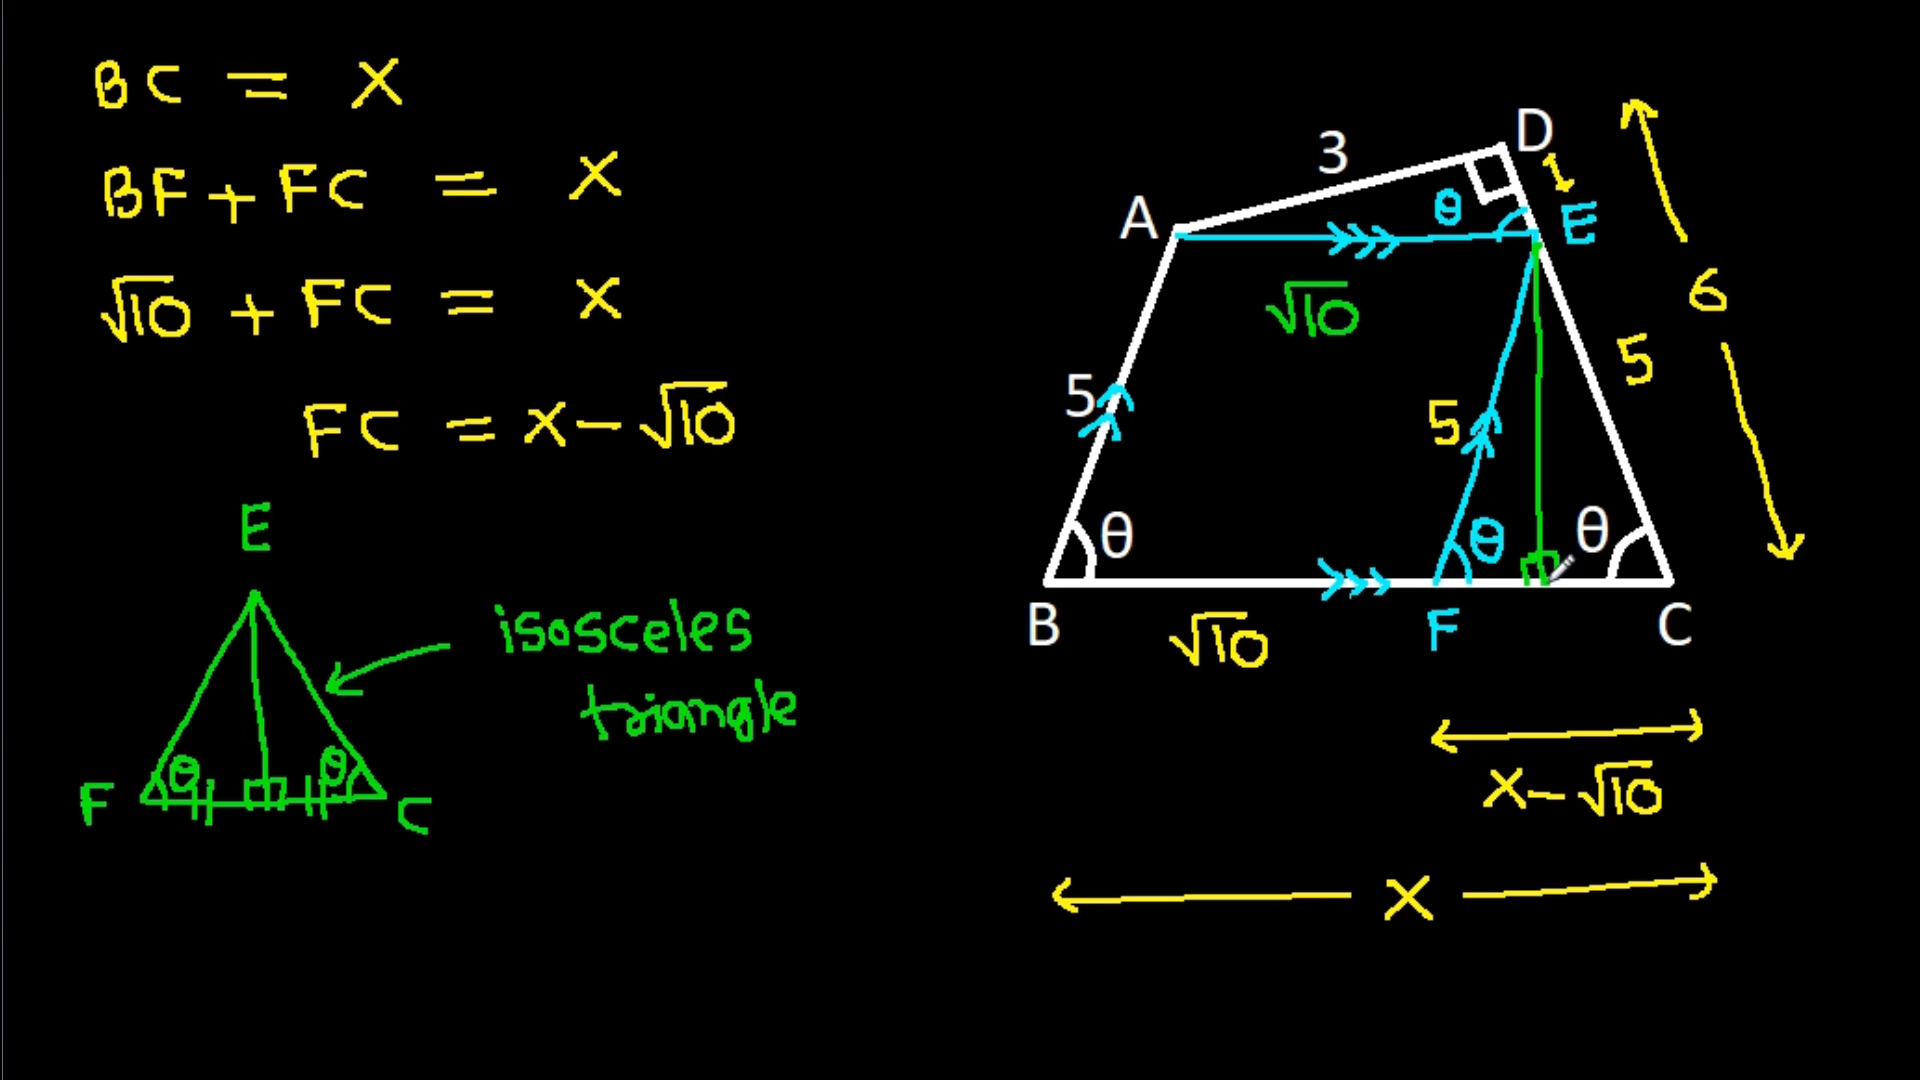 BC = X
BF + FC = X
√10 + FC = X
FC = X - √10
E
isosceles
triangle
θ θ
F C
D
3
1
A θ E
√10
6
5
5 5
θ θ θ
B F C
√10
X - √10
X